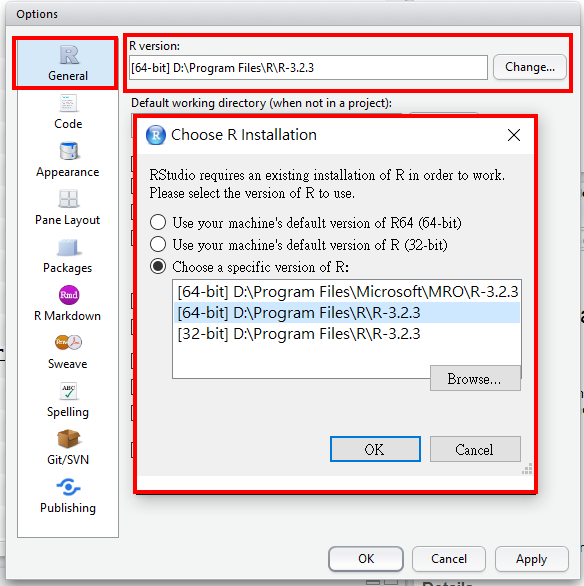 Options
General
Code
Appearance
Pane Layout
Packages
Rmd
R Markdown
Sweave
ABC
Spelling
Git/SVN
Publishing
R version:
[64-bit] D:\Program Files\R\R-3.2.3
Change...
Default working directory (when not in a project):
R
Choose R Installation
RStudio requires an existing installation of R in order to work.
Please select the version of R to use.
Use your machine's default version of R64 (64-bit)
Use your machine's default version of R (32-bit)
Choose a specific version of R:
[64-bit] D:\Program Files\Microsoft\MRO\R-3.2.3
[64-bit] D:\Program Files\R\R-3.2.3
[32-bit] D:\Program Files\R\R-3.2.3
Browse...
OK
Cancel
OK
Cancel
Apply